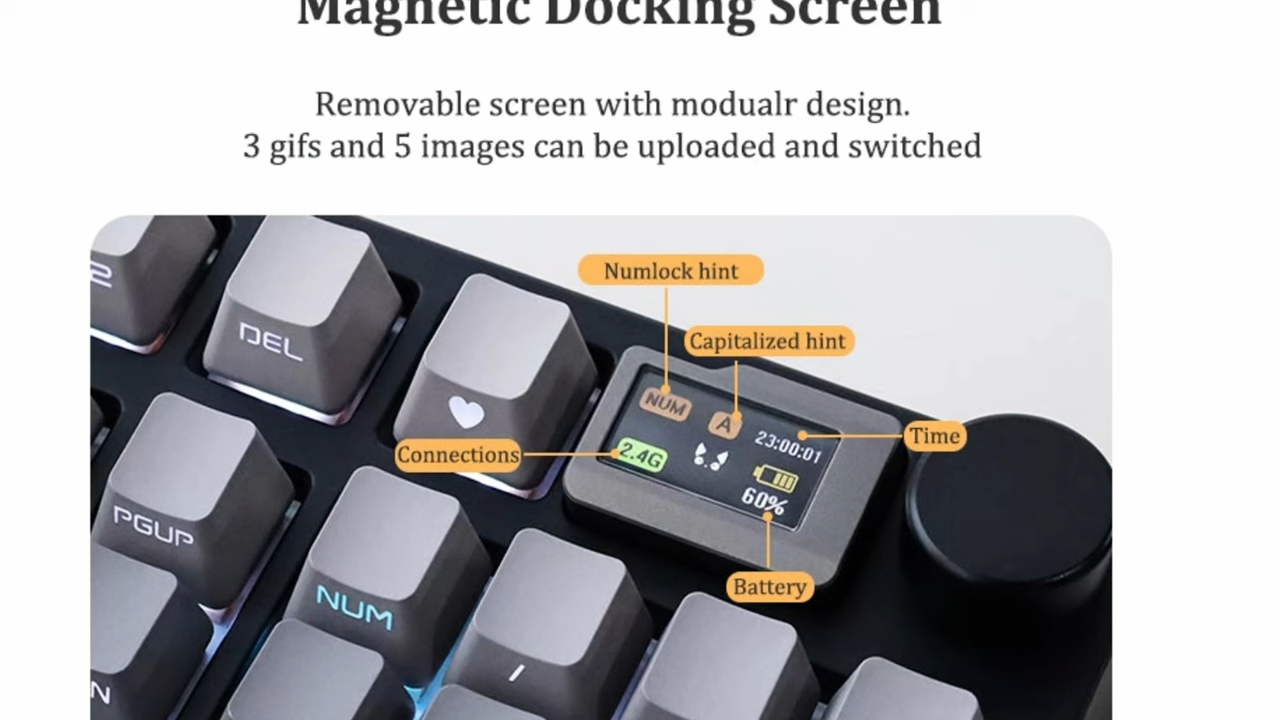 Magnetic Docking Screen
Removable screen with modualr design.
3 gifs and 5 images can be uploaded and switched
Numlock hint
Capitalized hint
2
DEL
NUM
A
23:00:01
Time
Connections
2.4G
60%
PGUP
NUM
Battery
/
N